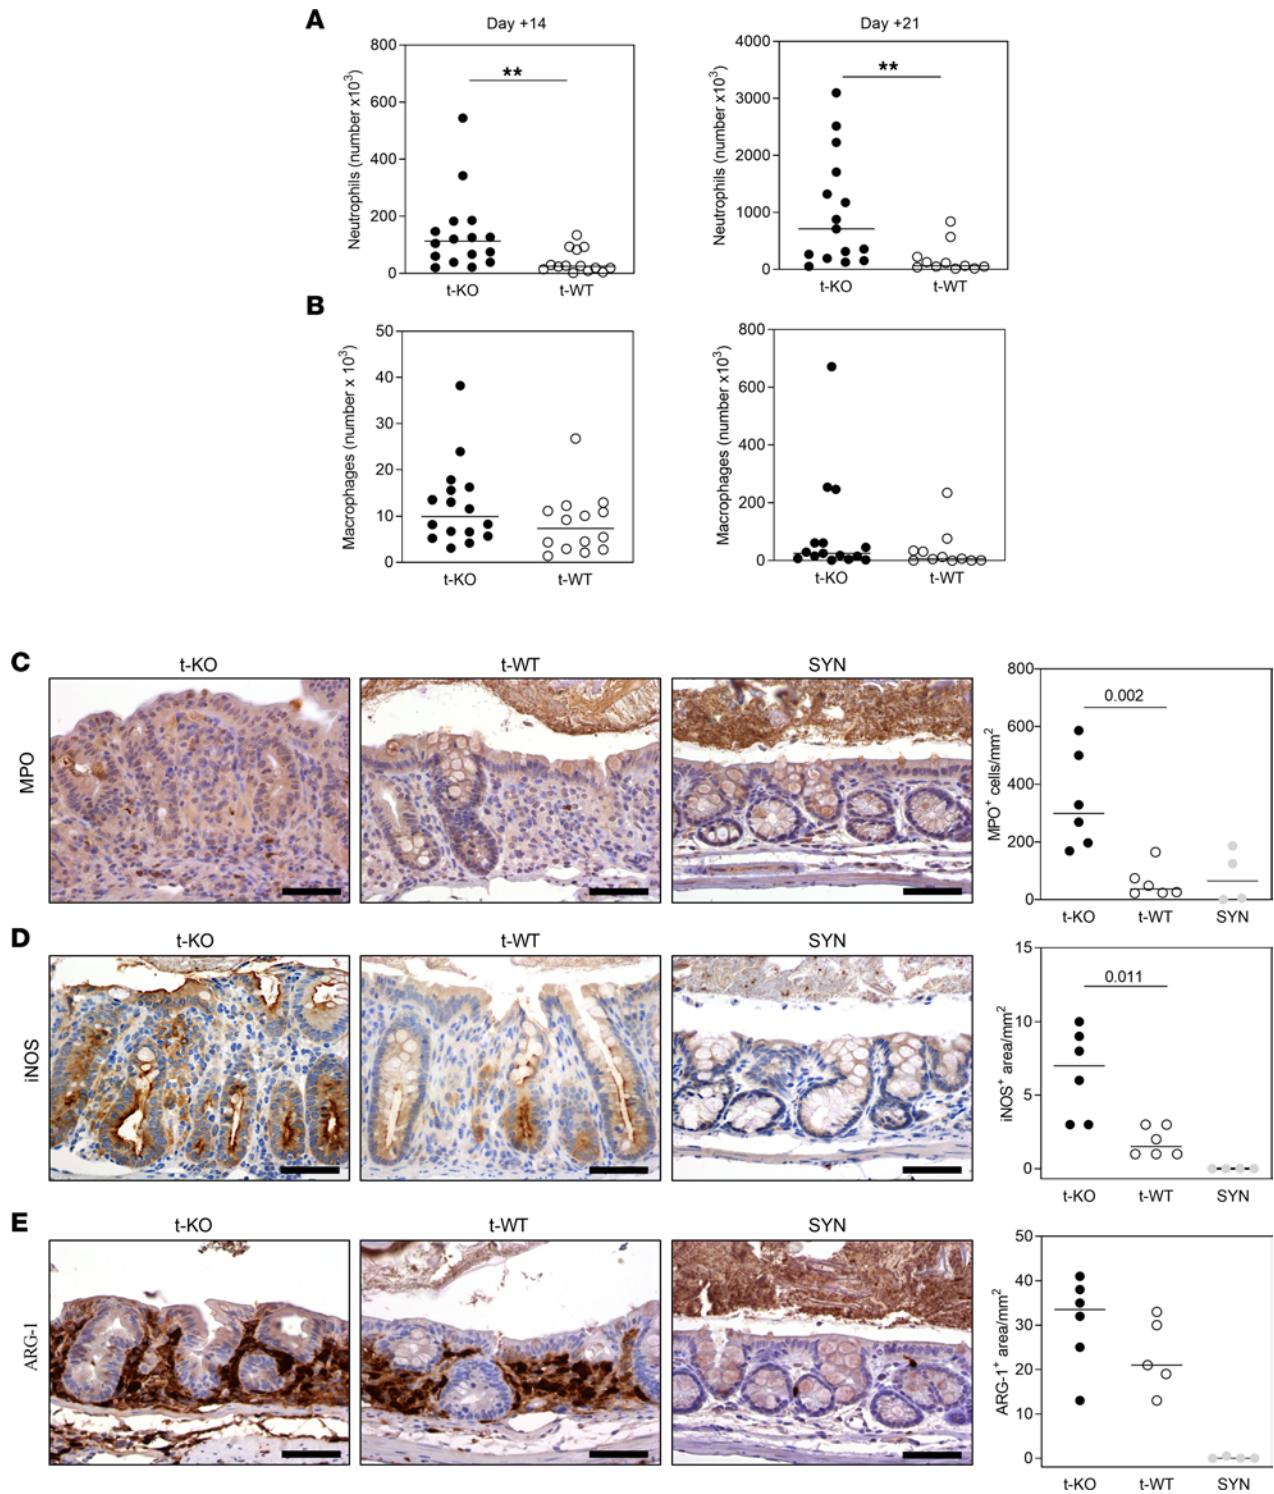 A
Day +14
Day +21
Neutrophils (number x10³)
800
600
400
200
0
**
t-KO
t-WT
Neutrophils (number x10³)
4000
3000
2000
1000
0
**
t-KO
t-WT
B
Macrophages (number x 10³)
50
40
30
20
10
0
t-KO
t-WT
Macrophages (number x 10³)
800
600
400
200
0
t-KO
t-WT
C
t-KO
t-WT
SYN
MPO
MPO⁺ cells/mm²
800
600
400
200
0
0.002
t-KO
t-WT
SYN
D
t-KO
t-WT
SYN
iNOS
iNOS⁺ area/mm²
15
10
5
0
0.011
t-KO
t-WT
SYN
E
t-KO
t-WT
SYN
ARG-1
ARG-1⁺ area/mm²
50
40
30
20
10
0
t-KO
t-WT
SYN